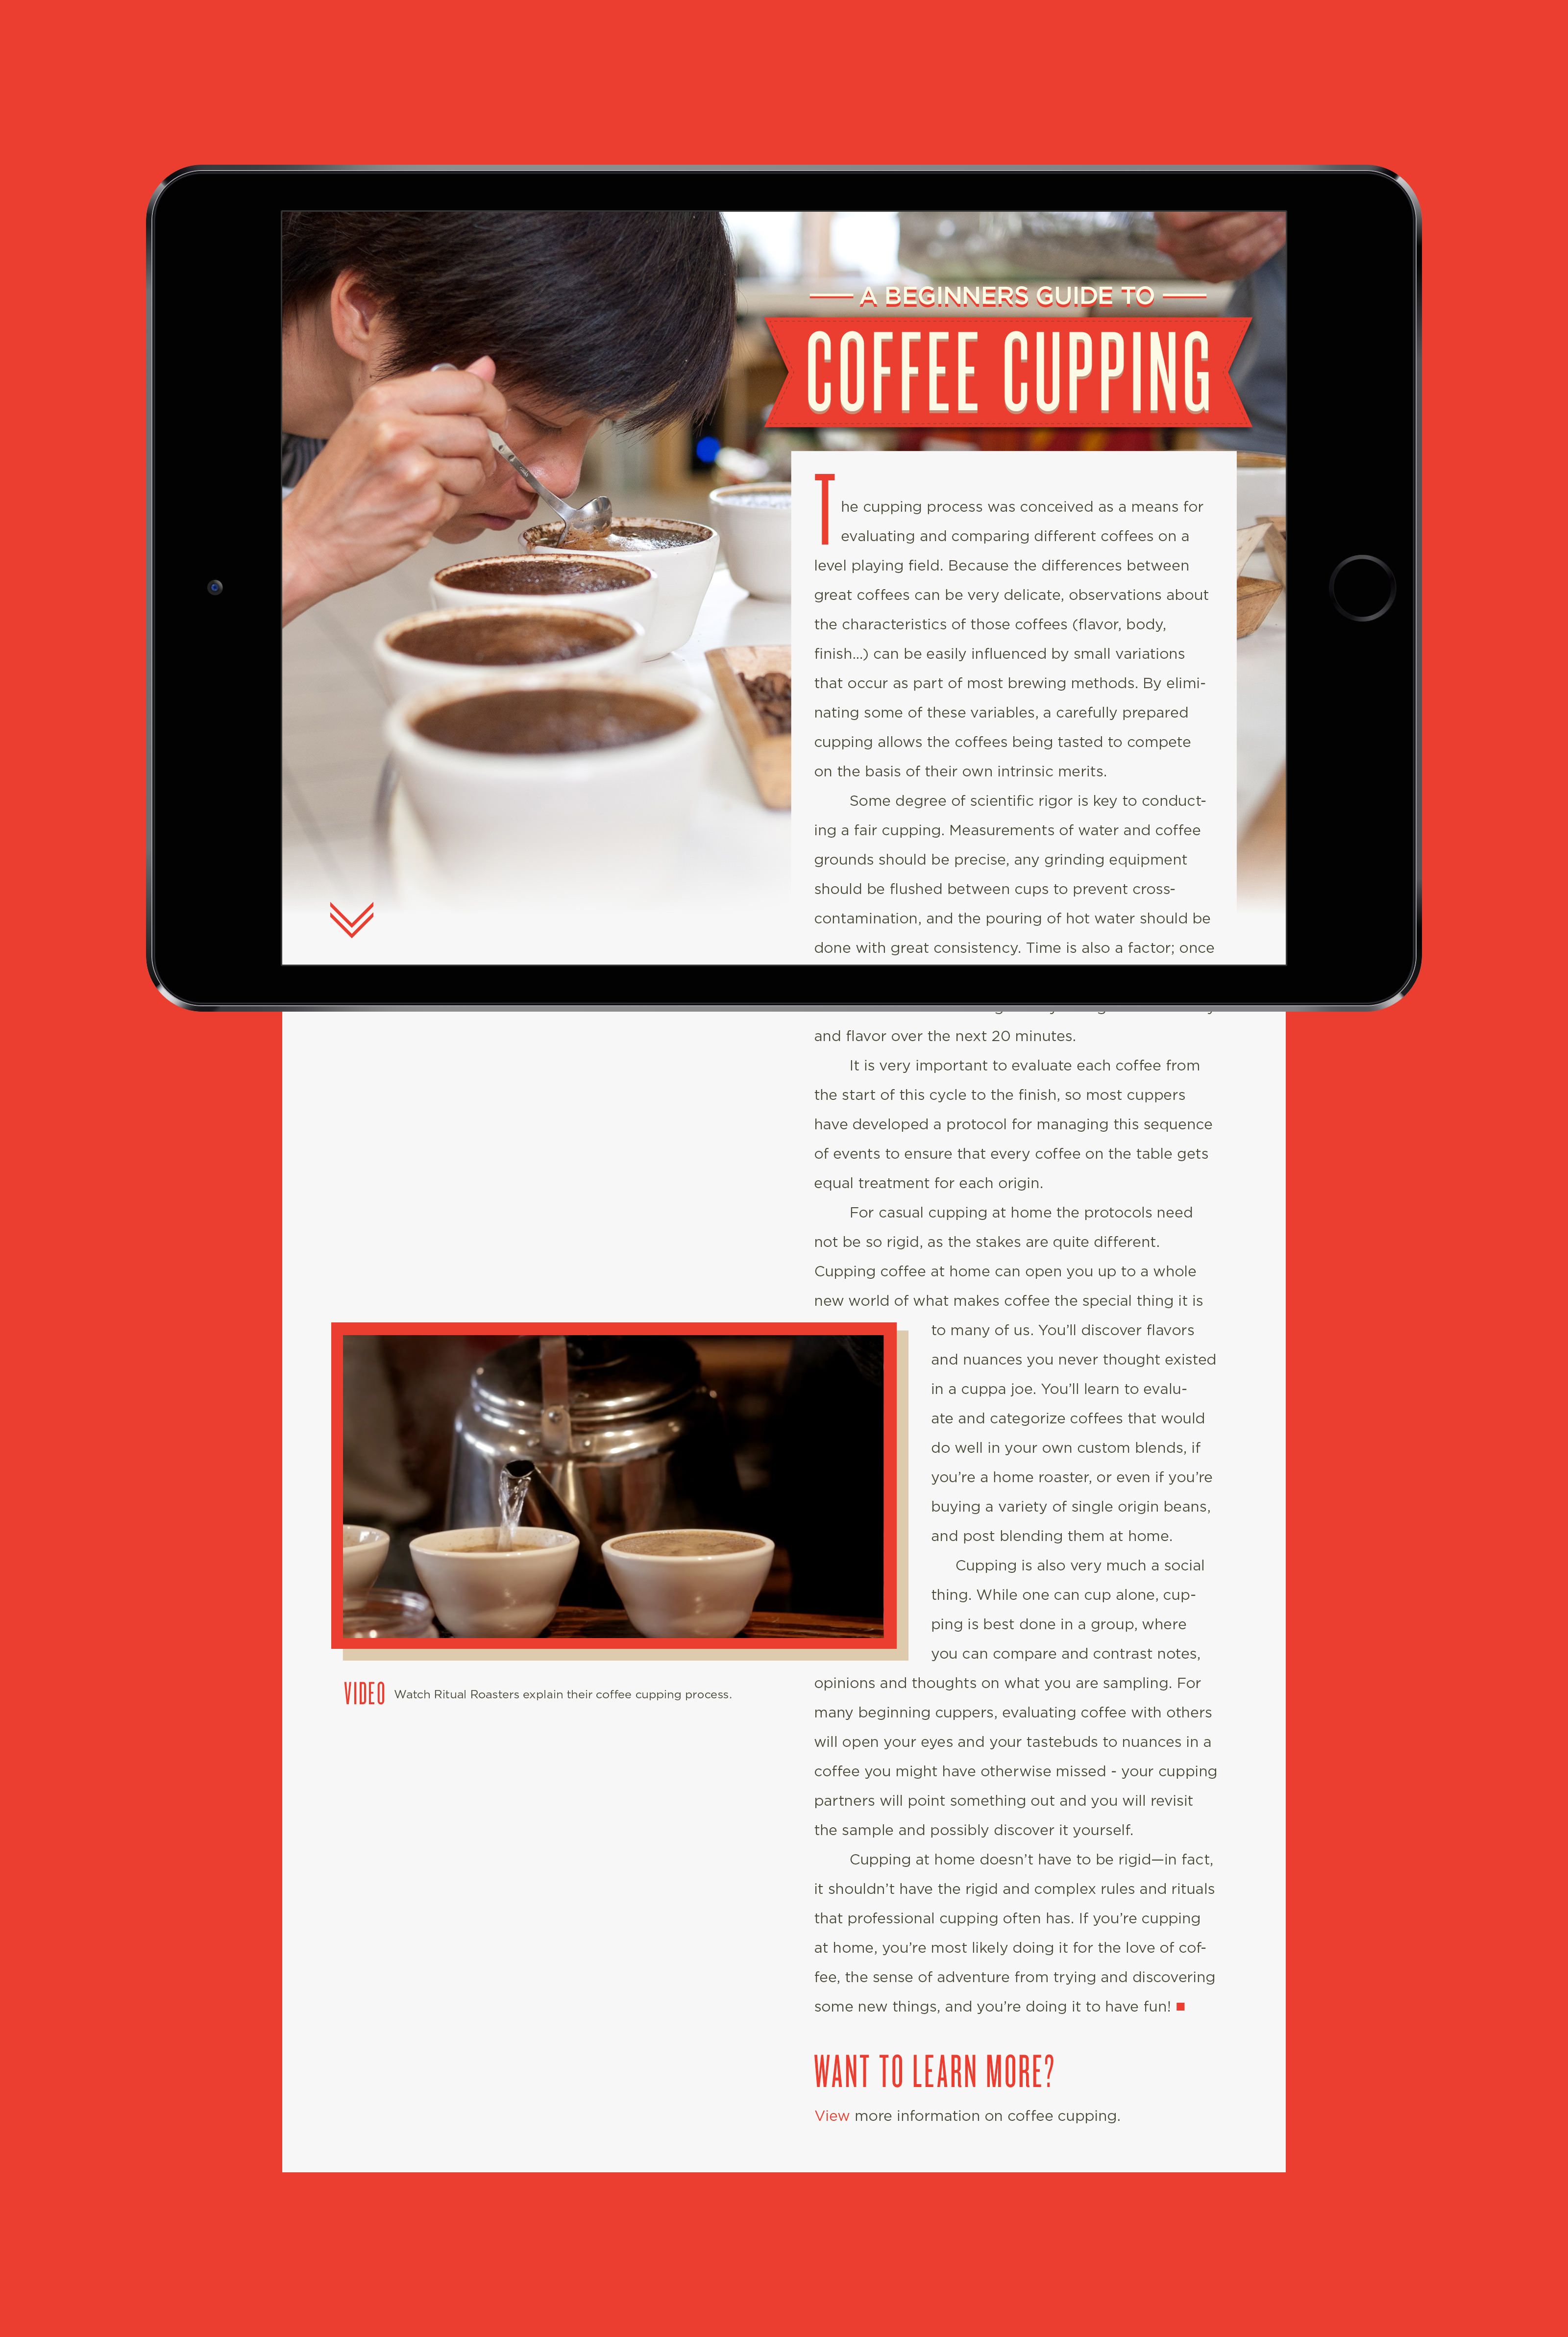 A BEGINNERS GUIDE TO
COFFEE CUPPING
The cupping process was conceived as a means for
evaluating and comparing different coffees on a
level playing field. Because the differences between
great coffees can be very delicate, observations about
the characteristics of those coffees (flavor, body,
finish...) can be easily influenced by small variations
that occur as part of most brewing methods. By elimi-
nating some of these variables, a carefully prepared
cupping allows the coffees being tasted to compete
on the basis of their own intrinsic merits.
Some degree of scientific rigor is key to conduct-
ing a fair cupping. Measurements of water and coffee
grounds should be precise, any grinding equipment
should be flushed between cups to prevent cross-
contamination, and the pouring of hot water should be
done with great consistency. Time is also a factor; once
and flavor over the next 20 minutes.
It is very important to evaluate each coffee from
the start of this cycle to the finish, so most cuppers
have developed a protocol for managing this sequence
of events to ensure that every coffee on the table gets
equal treatment for each origin.
For casual cupping at home the protocols need
not be so rigid, as the stakes are quite different.
Cupping coffee at home can open you up to a whole
new world of what makes coffee the special thing it is
to many of us. You’ll discover flavors
and nuances you never thought existed
in a cuppa joe. You’ll learn to evalu-
ate and categorize coffees that would
do well in your own custom blends, if
you’re a home roaster, or even if you’re
buying a variety of single origin beans,
and post blending them at home.
Cupping is also very much a social
thing. While one can cup alone, cup-
ping is best done in a group, where
you can compare and contrast notes,
opinions and thoughts on what you are sampling. For
many beginning cuppers, evaluating coffee with others
will open your eyes and your tastebuds to nuances in a
coffee you might have otherwise missed - your cupping
partners will point something out and you will revisit
the sample and possibly discover it yourself.
Cupping at home doesn’t have to be rigid—in fact,
it shouldn’t have the rigid and complex rules and rituals
that professional cupping often has. If you’re cupping
at home, you’re most likely doing it for the love of cof-
fee, the sense of adventure from trying and discovering
some new things, and you’re doing it to have fun!
VIDEO Watch Ritual Roasters explain their coffee cupping process.
WANT TO LEARN MORE?
View more information on coffee cupping.